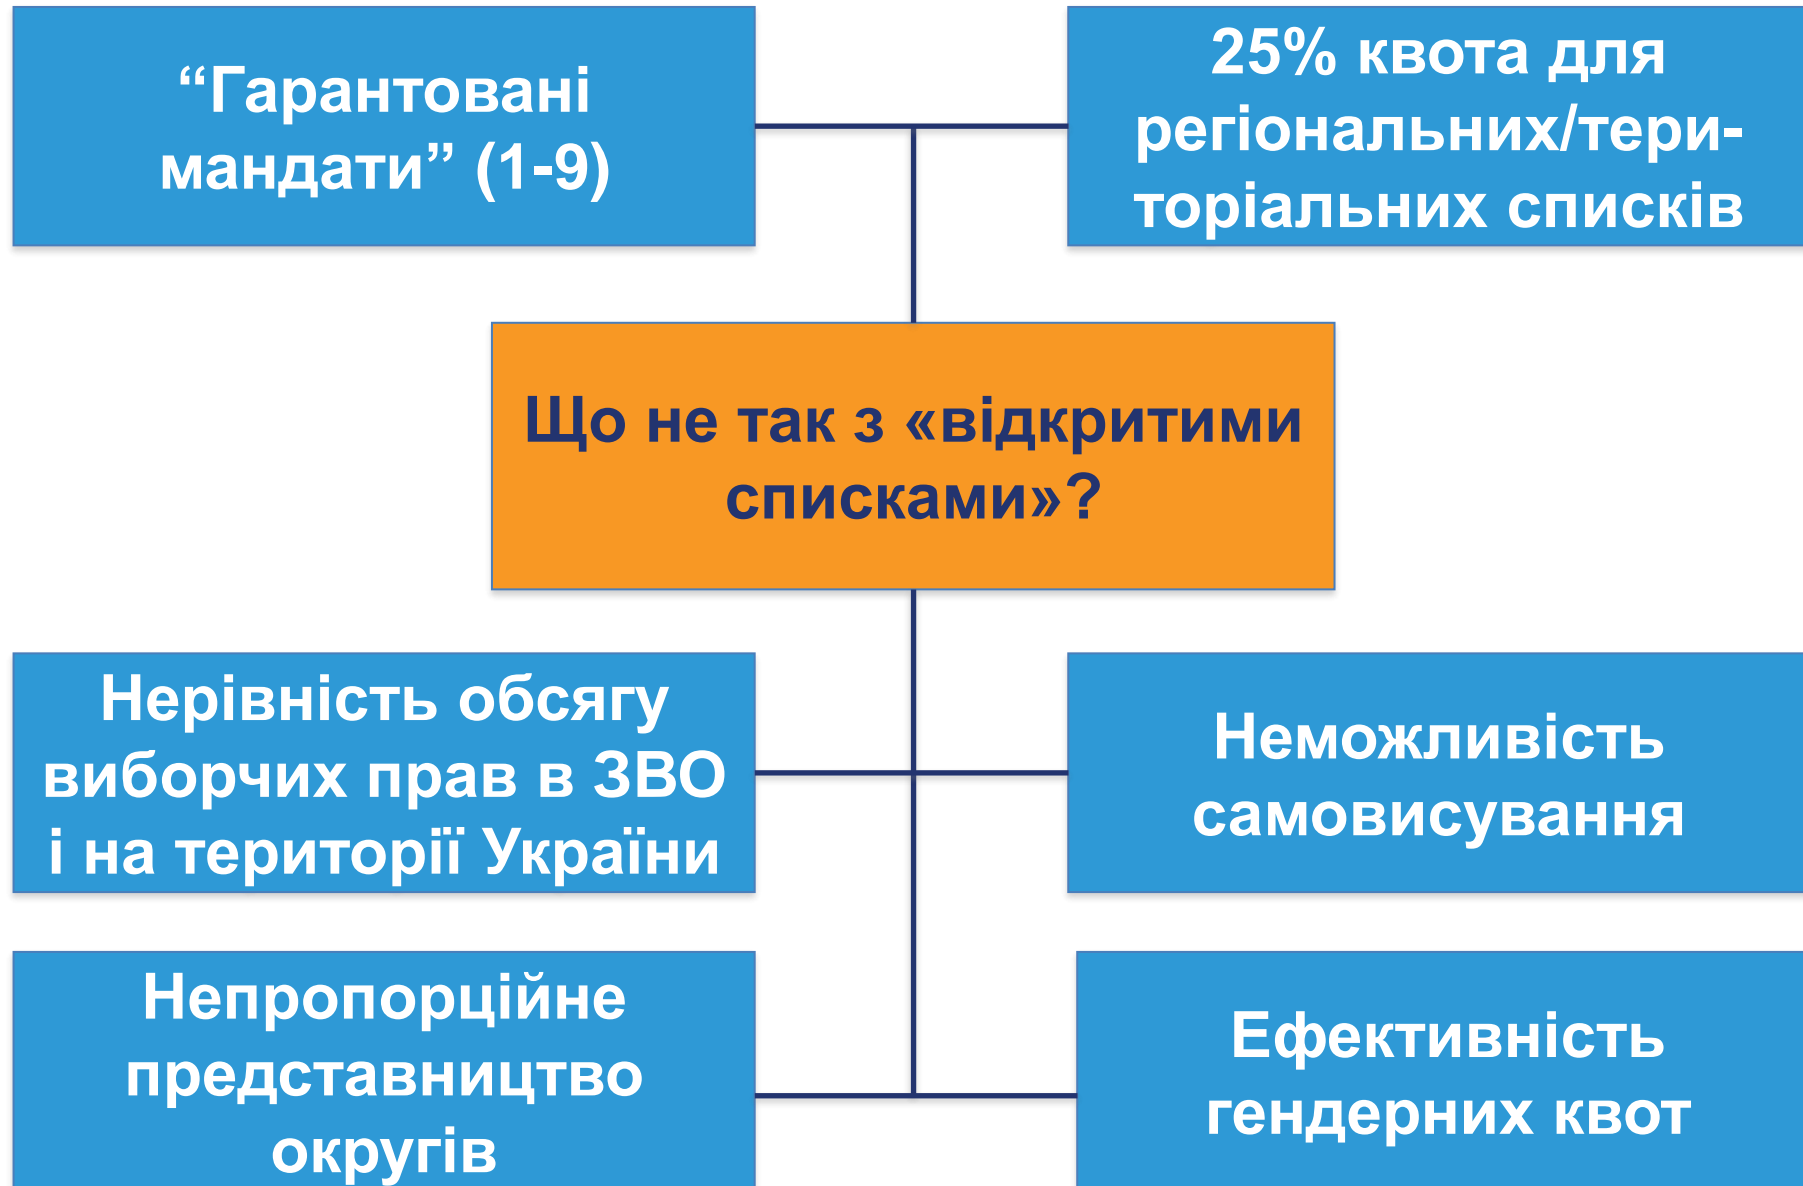 “Гарантовані
мандати” (1-9)
25% квота для
регіональних/тери-
торіальних списків
Що не так з «відкритими
списками»?
Нерівність обсягу
виборчих прав в ЗВО
і на території України
Неможливість
самовисування
Непропорційне
представництво
округів
Ефективність
гендерних квот